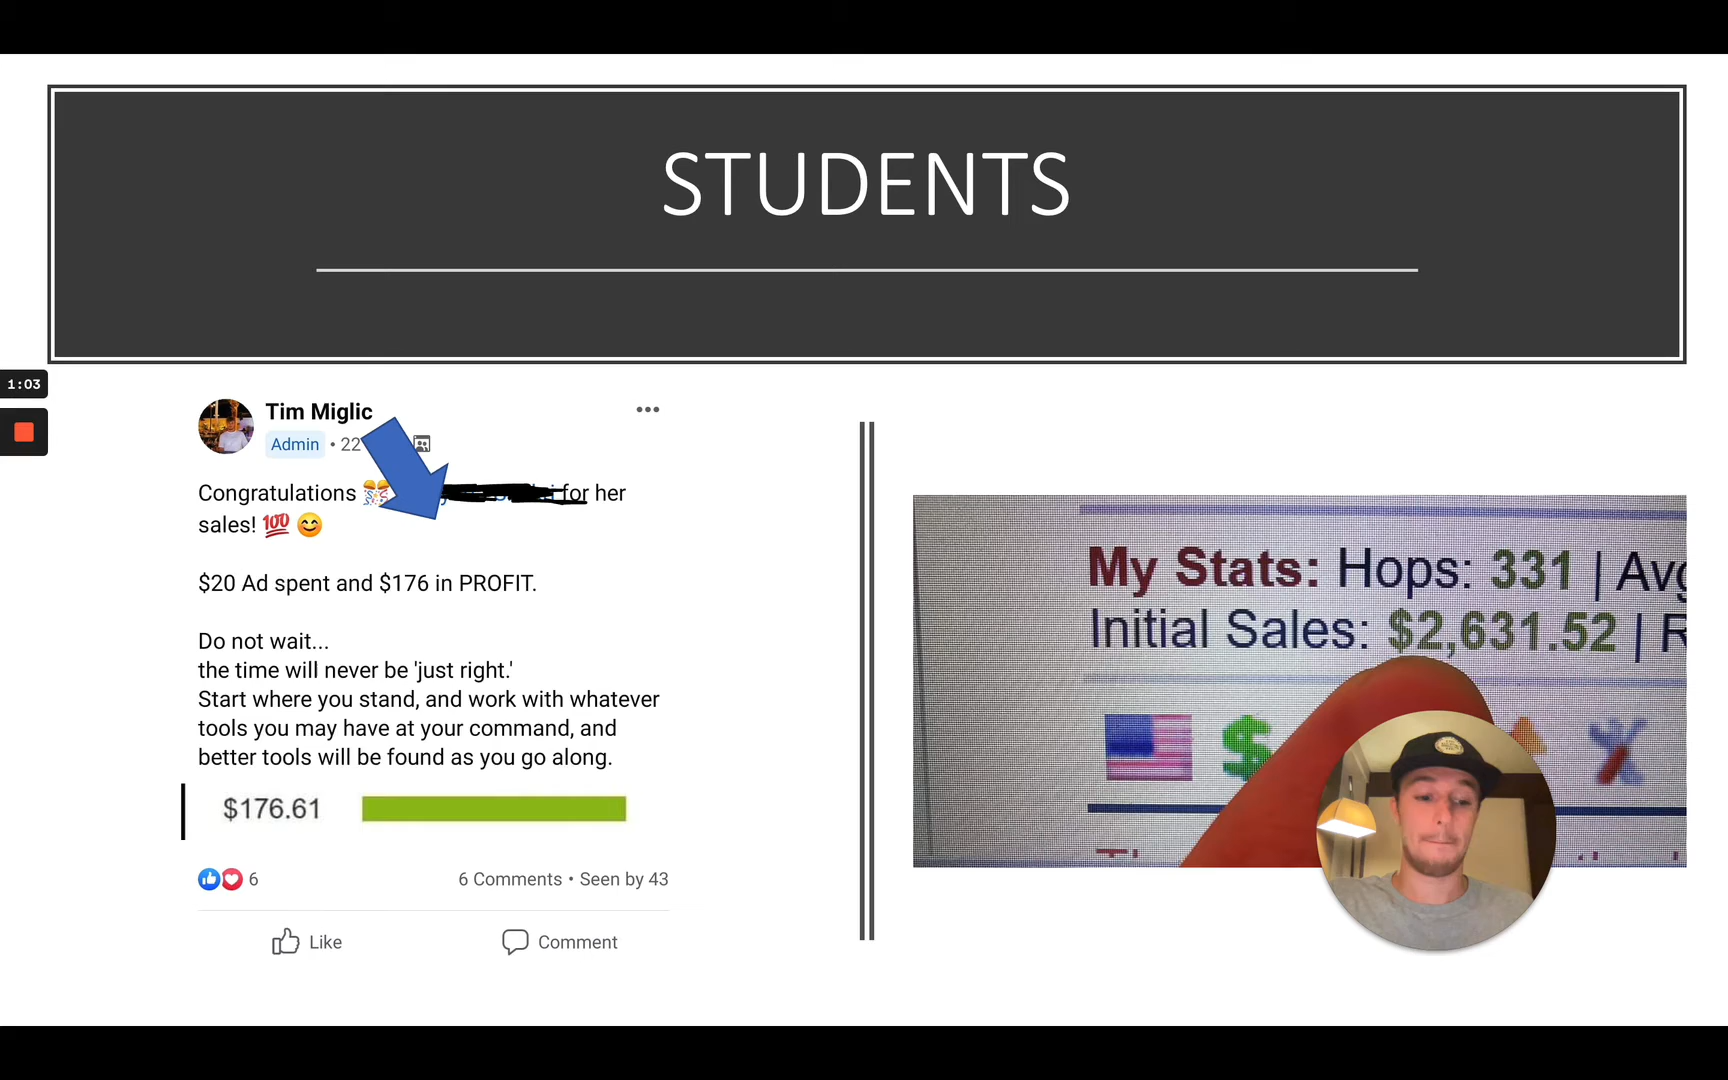 STUDENTS
1:03
Tim Miglic
Admin • 22
Congratulations for her
sales! 💯 😊
$20 Ad spent and $176 in PROFIT.
Do not wait...
the time will never be 'just right.'
Start where you stand, and work with whatever
tools you may have at your command, and
better tools will be found as you go along.
$176.61
6
6 Comments • Seen by 43
Like
Comment
My Stats: Hops: 331 | Avg
Initial Sales: $2,631.52 | R